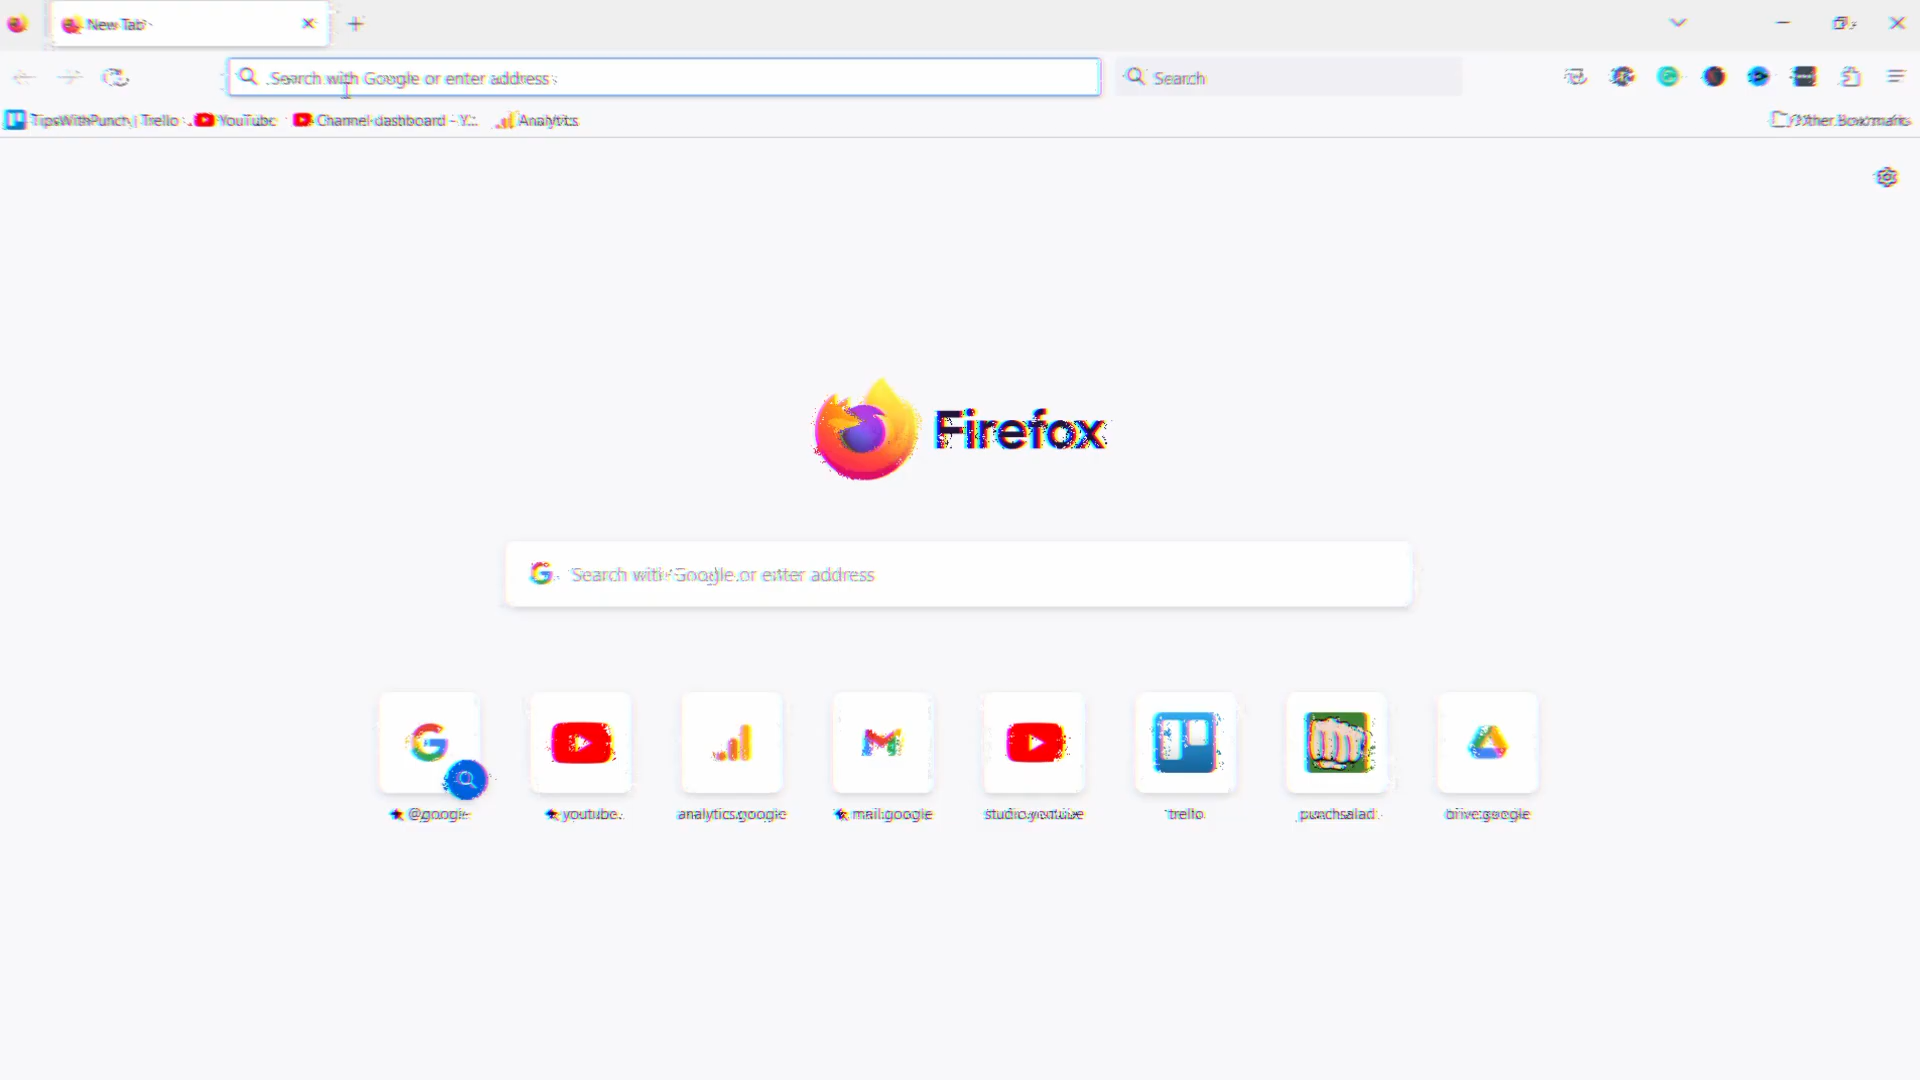 New Tab
Search with Google or enter address
Search
TipsWithPunch | Trello
YouTube
Channel dashboard - Y...
Analytics
Other Bookmarks
Firefox
Search with Google or enter address
@google
youtube
analytics.google
mail.google
studio.youtube
trello
punchsalad
drive.google